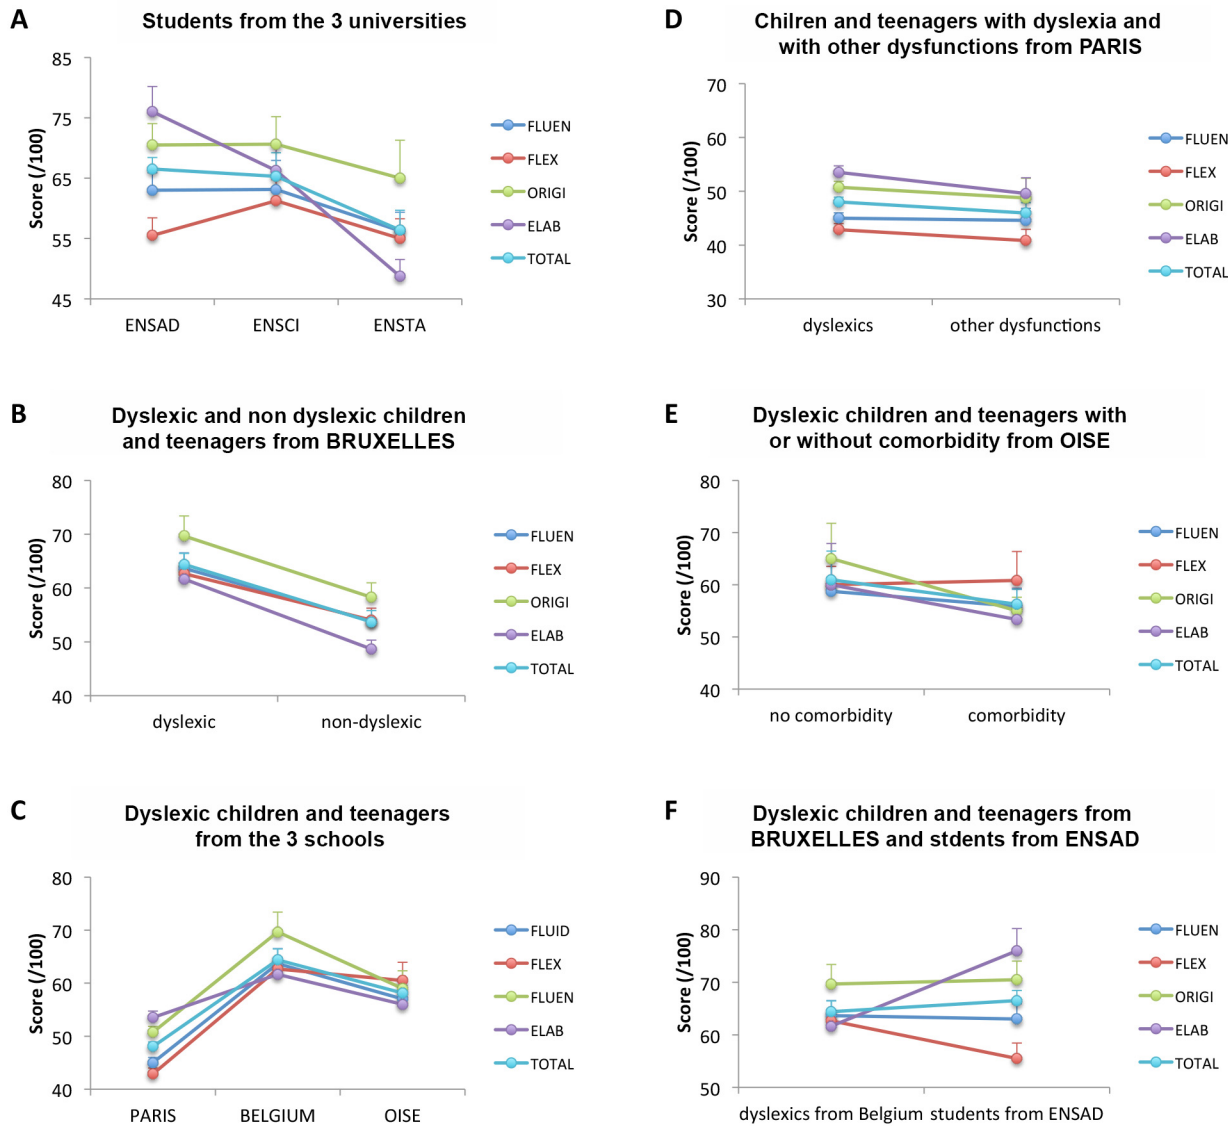 A
Students from the 3 universities
Score (/100)
85
75
65
55
45
ENSAD
ENSCI
ENSTA
FLUEN
FLEX
ORIGI
ELAB
TOTAL
B
Dyslexic and non dyslexic children
and teenagers from BRUXELLES
Score (/100)
80
70
60
50
40
dyslexic
non-dyslexic
FLUEN
FLEX
ORIGI
ELAB
TOTAL
C
Dyslexic children and teenagers
from the 3 schools
Score (/100)
80
70
60
50
40
PARIS
BELGIUM
OISE
FLUID
FLEX
FLUEN
ELAB
TOTAL
D
Chilren and teenagers with dyslexia and
with other dysfunctions from PARIS
Score (/100)
70
60
50
40
30
dyslexics
other dysfunctions
FLUEN
FLEX
ORIGI
ELAB
TOTAL
E
Dyslexic children and teenagers with
or without comorbidity from OISE
Score (/100)
80
70
60
50
40
no comorbidity
comorbidity
FLUEN
FLEX
ORIGI
ELAB
TOTAL
F
Dyslexic children and teenagers from
BRUXELLES and stdents from ENSAD
Score (/100)
90
80
70
60
50
dyslexics from Belgium
students from ENSAD
FLUEN
FLEX
ORIGI
ELAB
TOTAL